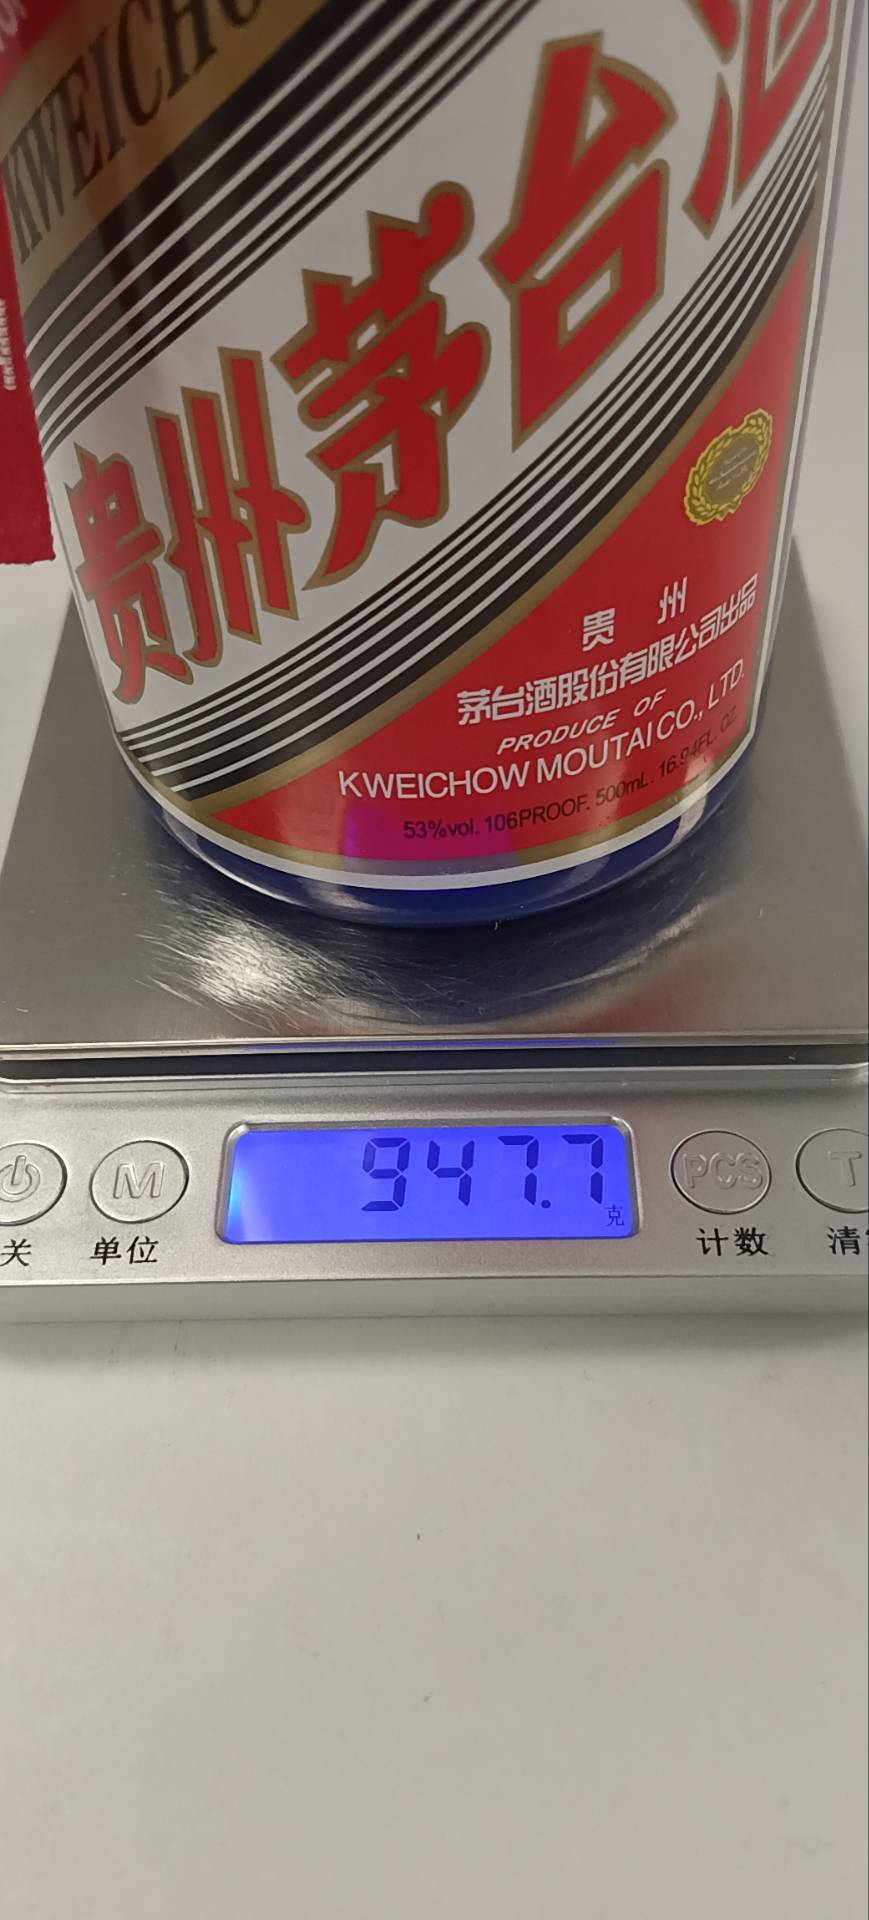 KWEICHO
贵州茅台酒
贵 州
茅台酒股份有限公司出品
PRODUCE OF
KWEICHOW MOUTAI CO., LTD.
53%vol. 106PROOF. 500mL. 16.94FL. OZ.
947.7
克
M
PCS
T
关
单位
计数
清